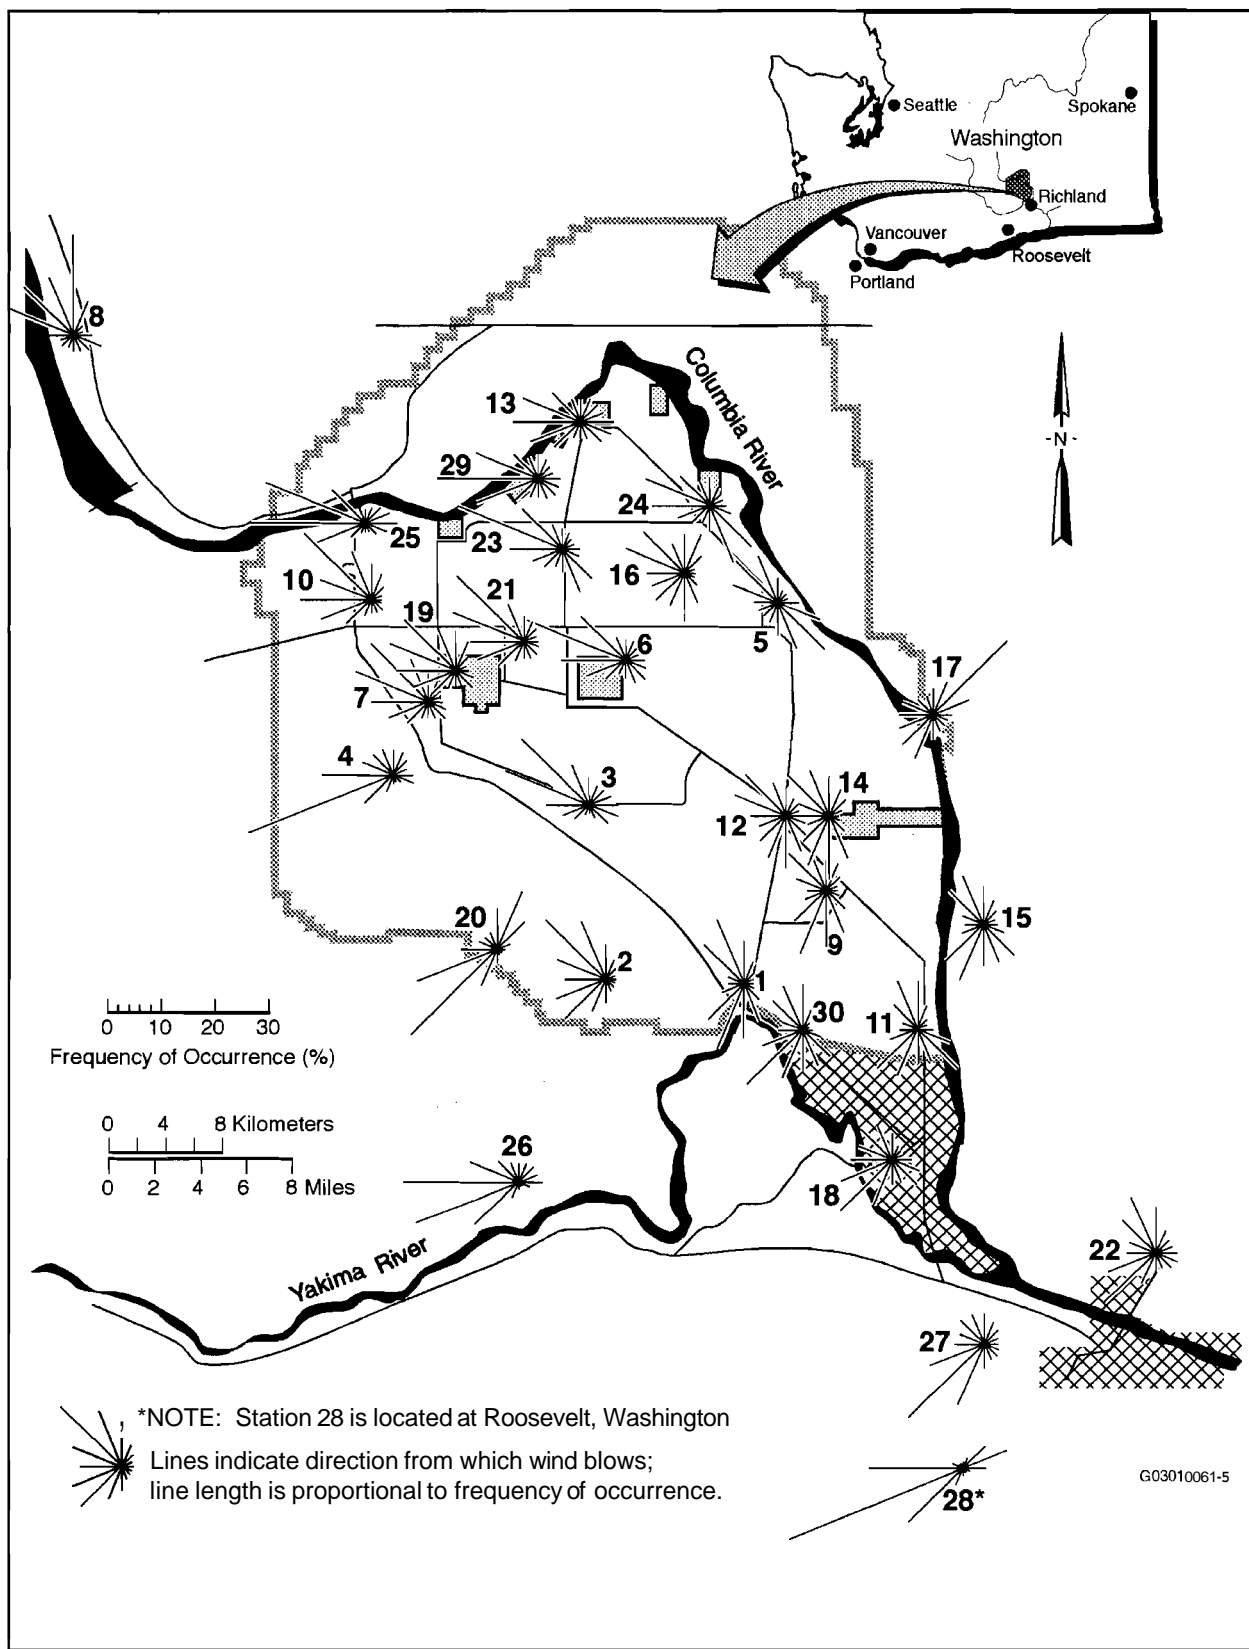 Seattle
Spokane
Washington
Richland
Vancouver
Roosevelt
Portland
8
Columbia River
-N-
13
29
24
25
23
16
10
21
19
6
5
17
7
4
3
14
12
20
15
2
9
1
30
11
0 10 20 30
Frequency of Occurrence (%)
0 4 8 Kilometers
0 2 4 6 8 Miles
26
18
22
Yakima River
27
, *NOTE: Station 28 is located at Roosevelt, Washington
Lines indicate direction from which wind blows;
line length is proportional to frequency of occurrence.
28*
G03010061-5